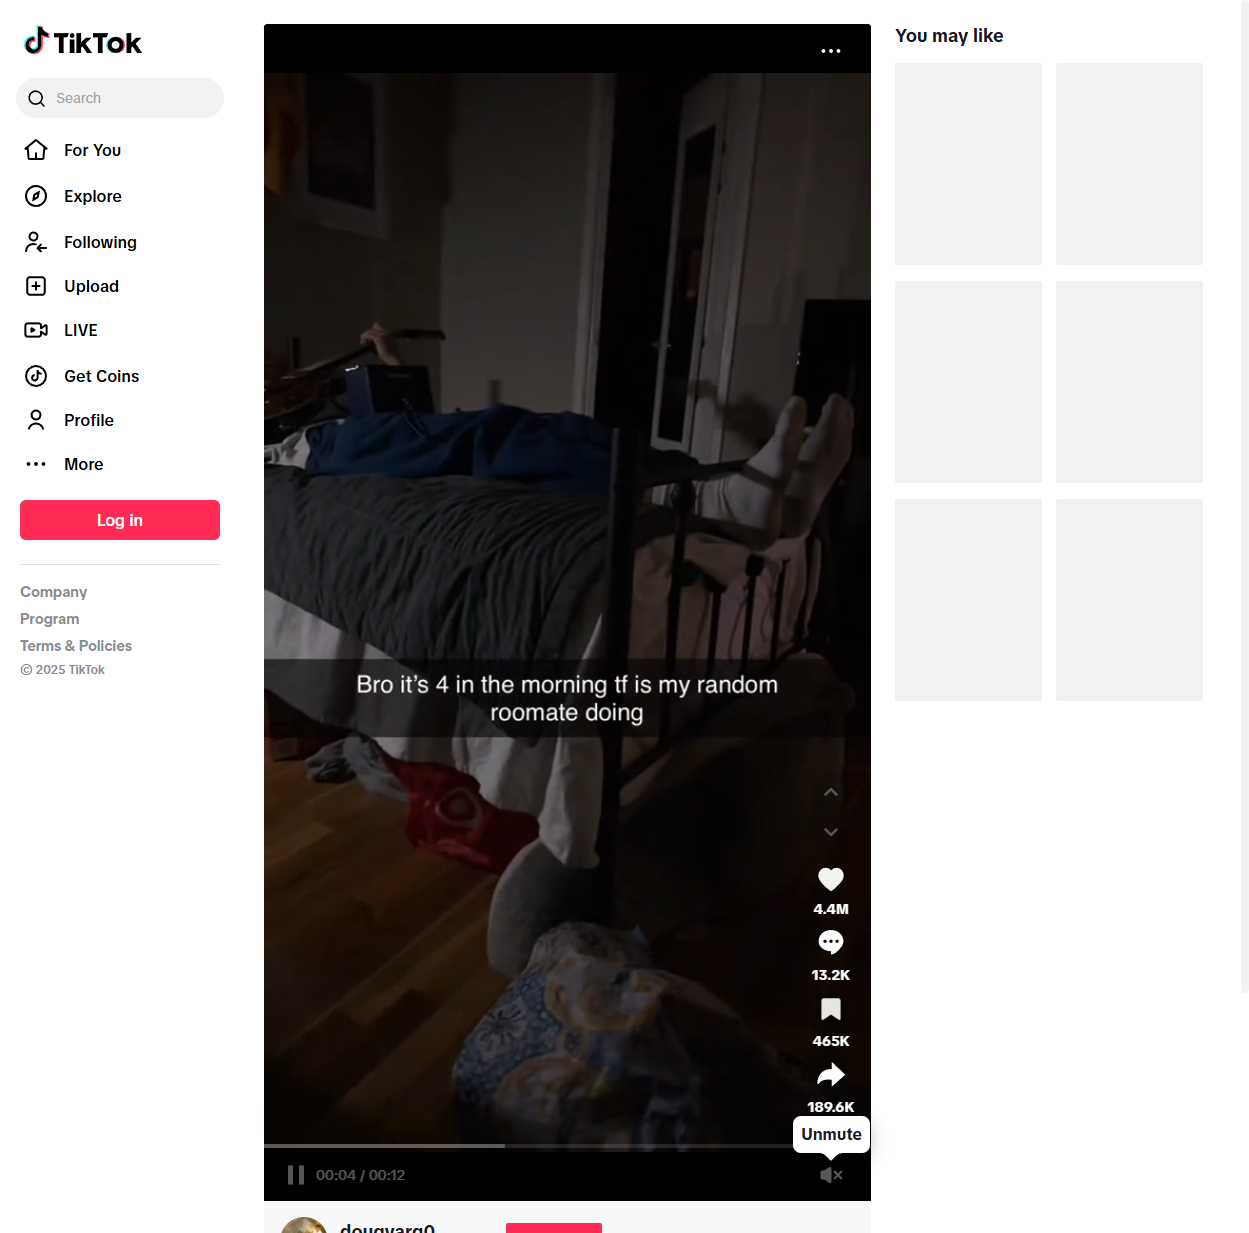 TikTok
Search
For You
Explore
Following
Upload
LIVE
Get Coins
Profile
More
Log in
Company
Program
Terms & Policies
© 2025 TikTok
Bro it's 4 in the morning tf is my random
roomate doing
4.4M
13.2K
465K
189.6K
Unmute
00:04 / 00:12
dougvarg0
You may like